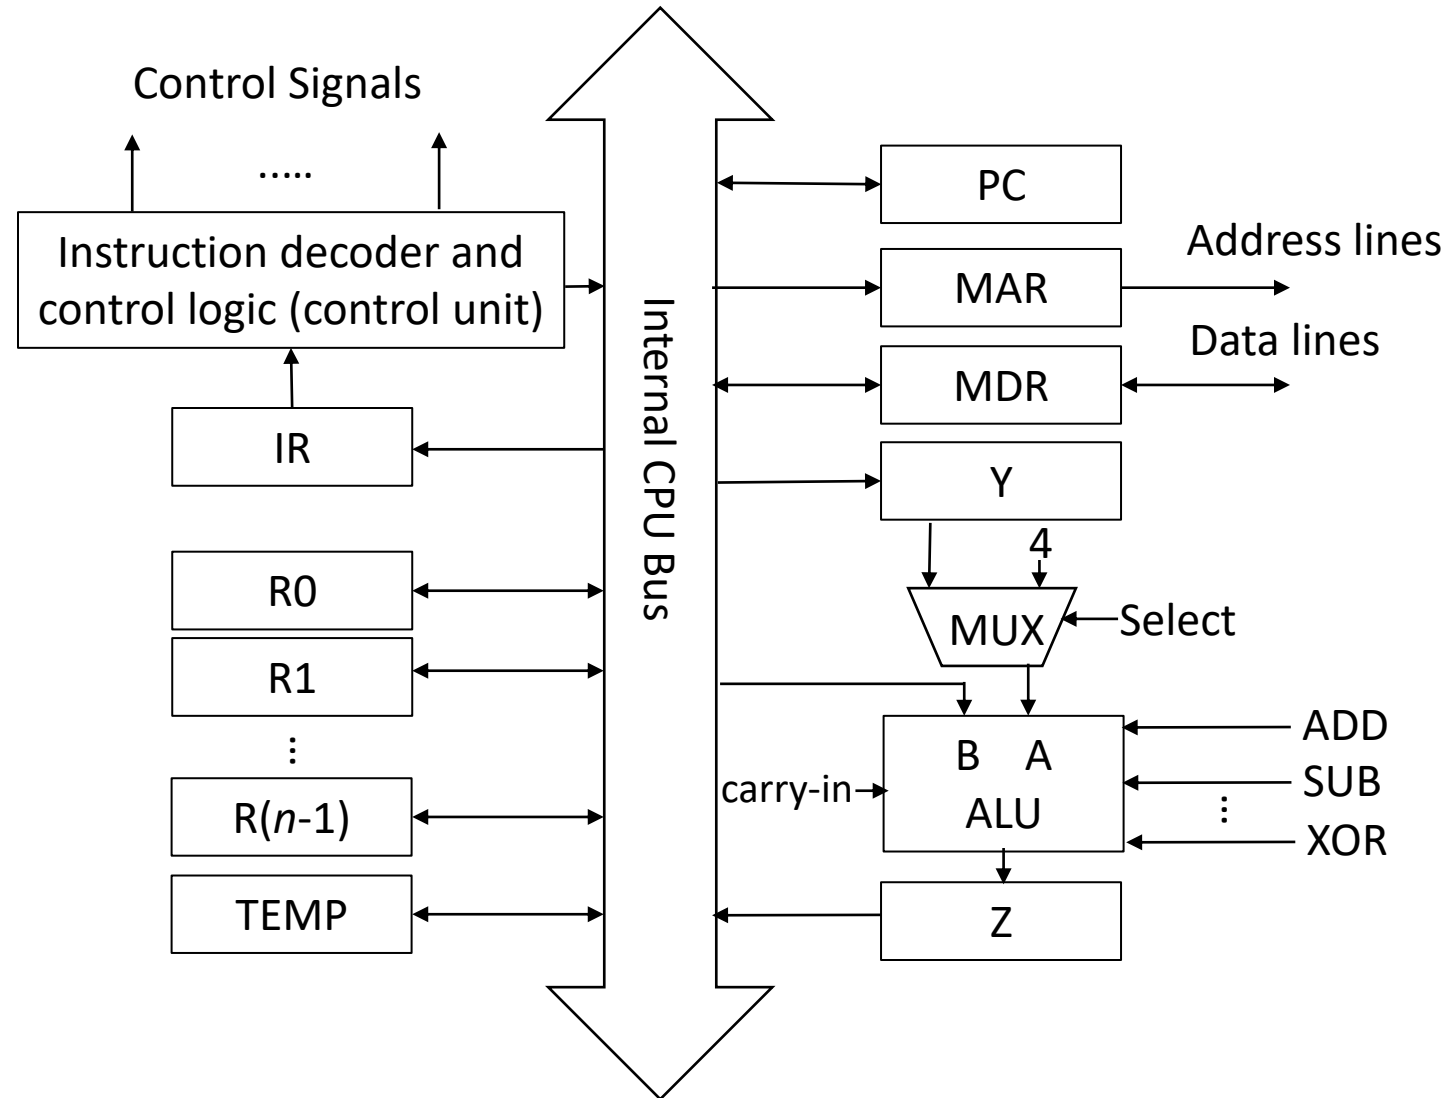 Control Signals
.....
Instruction decoder and
control logic (control unit)
IR
R0
R1
...
R(n-1)
TEMP
Internal CPU Bus
PC
MAR
Address lines
MDR
Data lines
Y
4
MUX
Select
B A
ALU
carry-in
ADD
SUB
...
XOR
Z